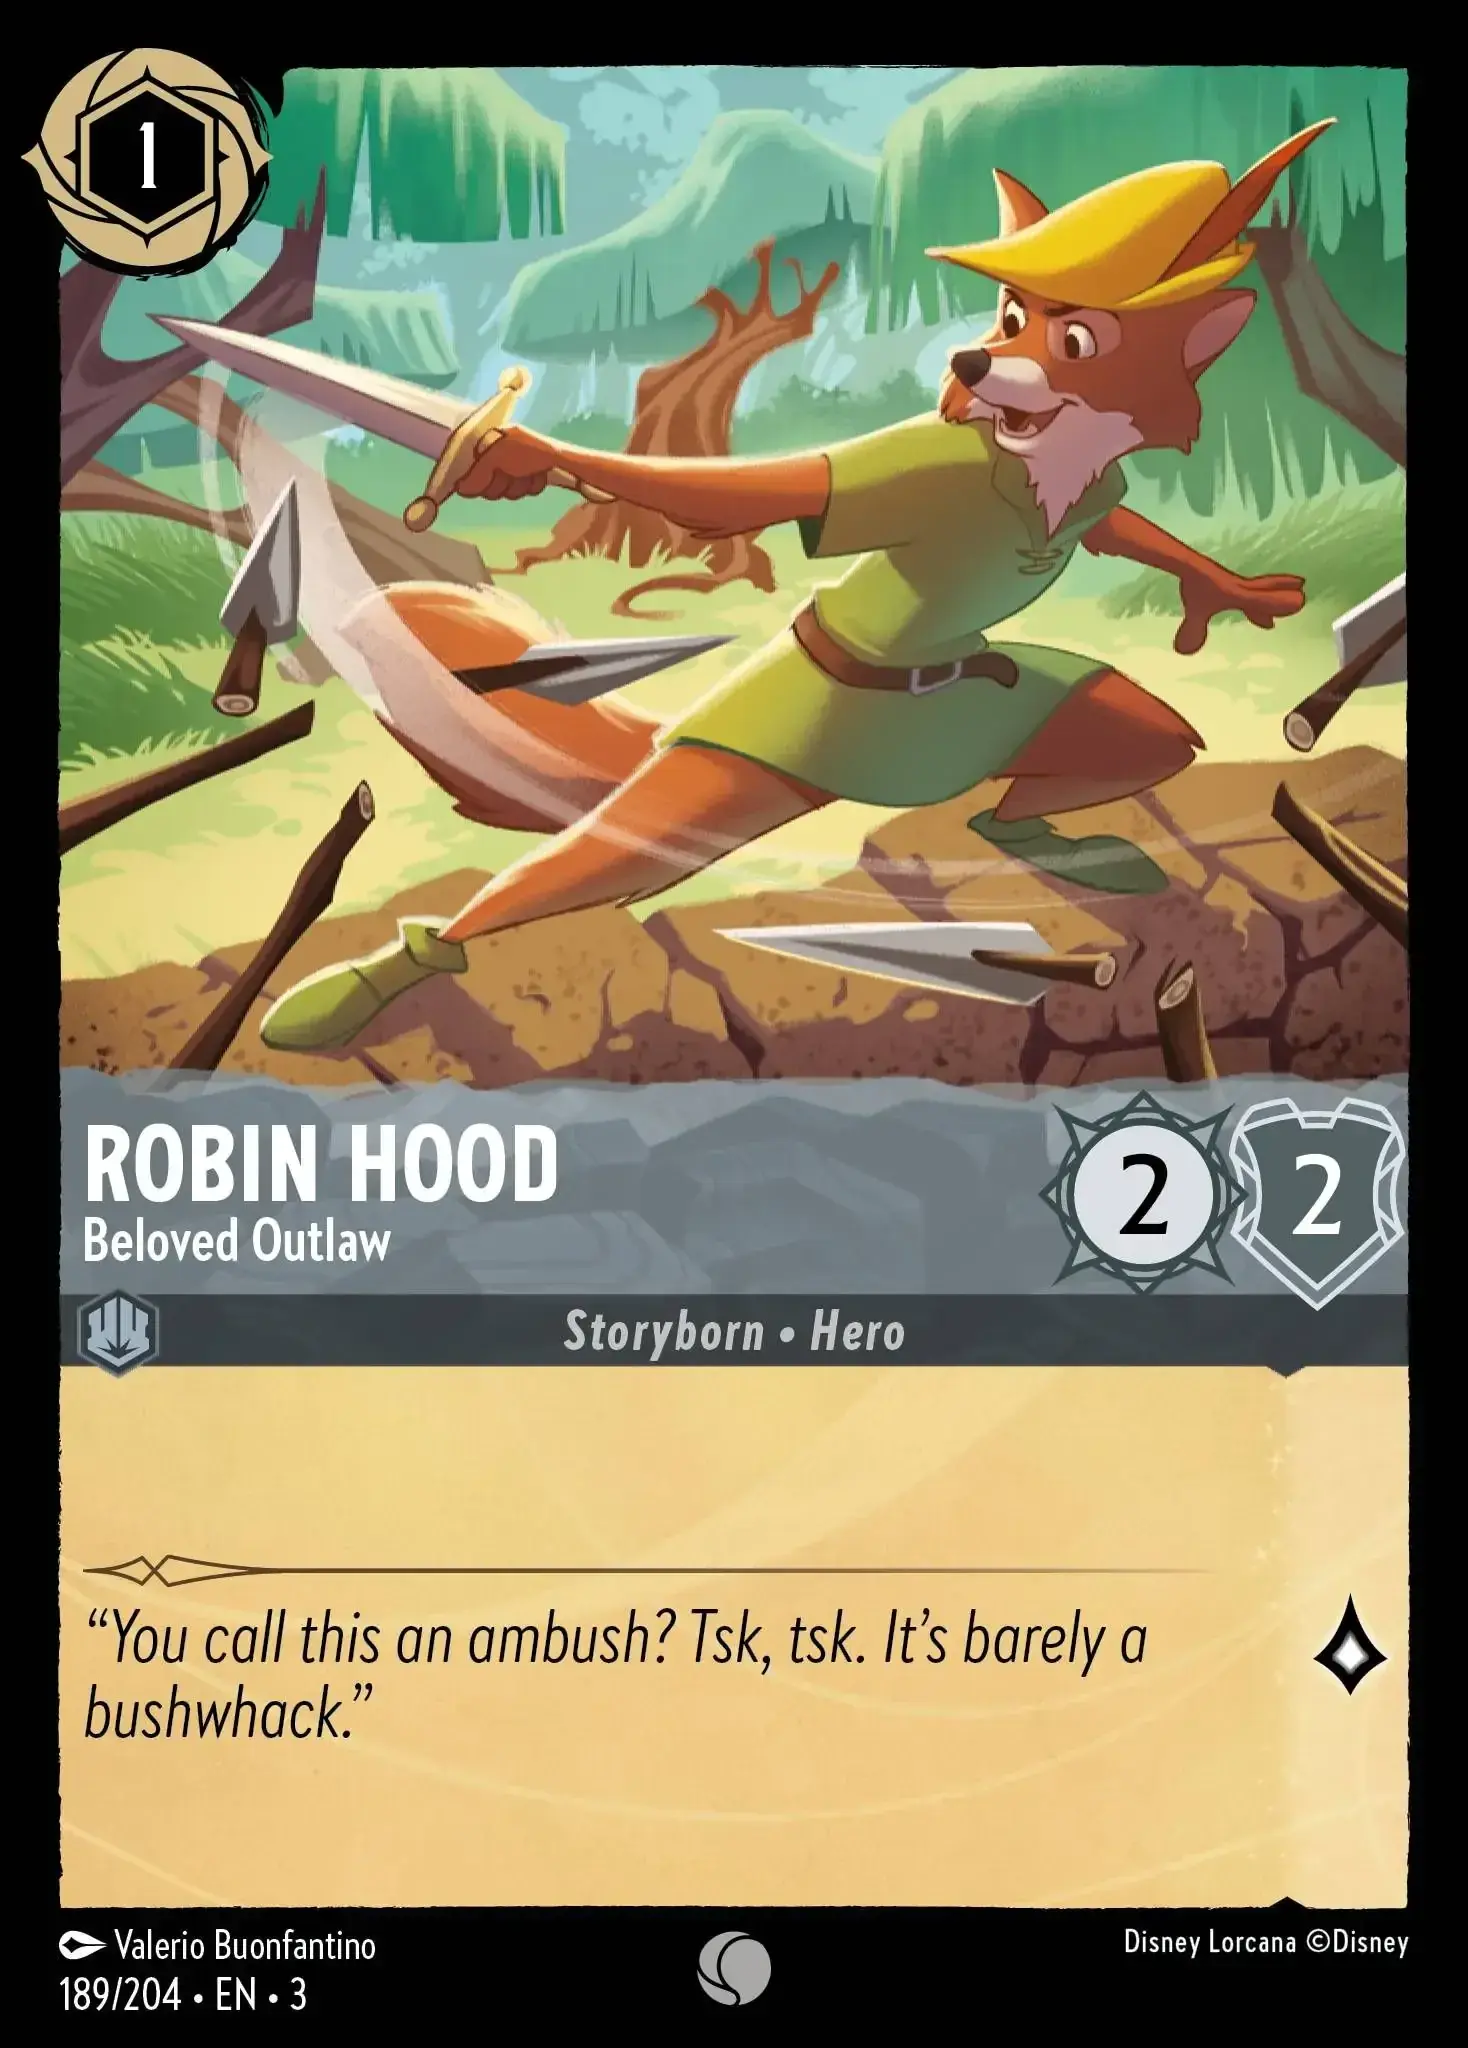 1
ROBIN HOOD
Beloved Outlaw
2
2
Storyborn • Hero
“You call this an ambush? Tsk, tsk. It’s barely a
bushwhack.”
Valerio Buonfantino
Disney Lorcana ©Disney
189/204 • EN • 3